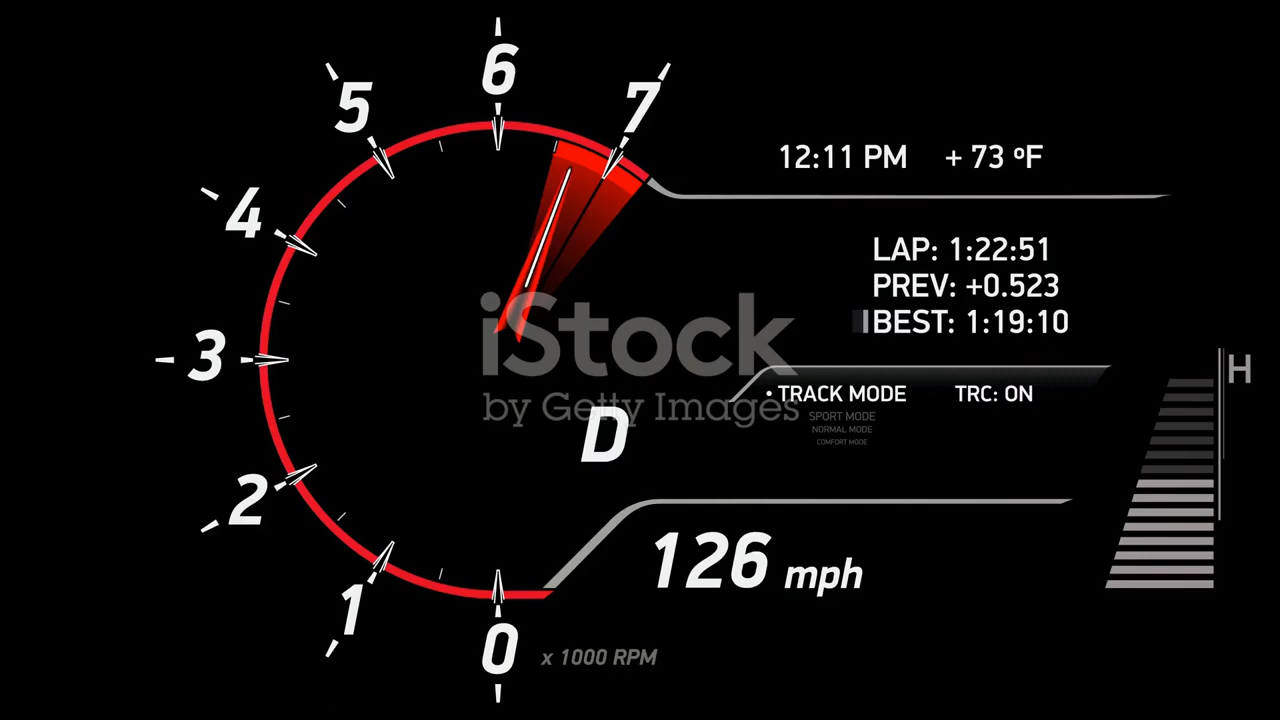 6
5
7
12:11 PM + 73 ºF
4
LAP: 1:22:51
PREV: +0.523
BEST: 1:19:10
iStock
3
H
TRACK MODE TRC: ON
by Getty Images
SPORT MODE
NORMAL MODE
COMFORT MODE
D
2
126 mph
1
0 x 1000 RPM